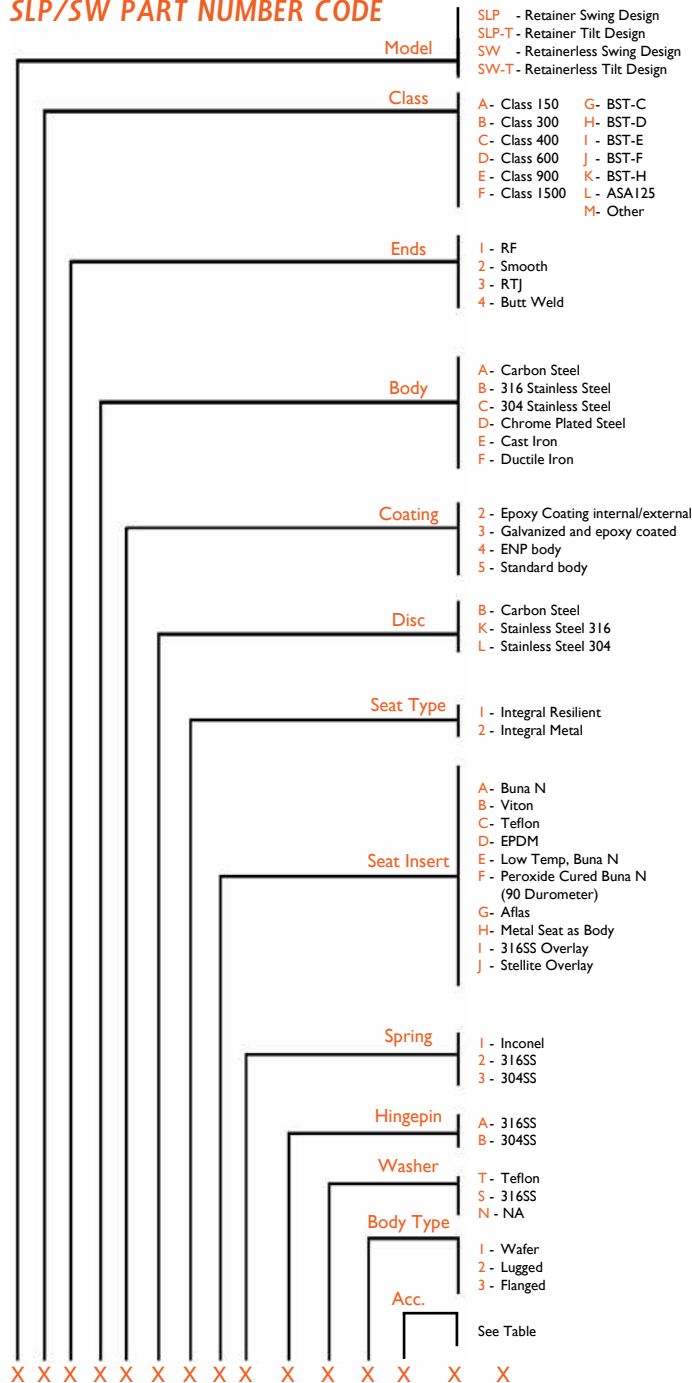 SLP/SW PART NUMBER CODE
Model
SLP - Retainer Swing Design
SLP-T - Retainer Tilt Design
SW - Retainerless Swing Design
SW-T - Retainerless Tilt Design
Class
A - Class 150 G - BST-C
B - Class 300 H - BST-D
C - Class 400 I - BST-E
D - Class 600 J - BST-F
E - Class 900 K - BST-H
F - Class 1500 L - ASA125
M - Other
Ends
1 - RF
2 - Smooth
3 - RTJ
4 - Butt Weld
Body
A - Carbon Steel
B - 316 Stainless Steel
C - 304 Stainless Steel
D - Chrome Plated Steel
E - Cast Iron
F - Ductile Iron
Coating
2 - Epoxy Coating internal/external
3 - Galvanized and epoxy coated
4 - ENP body
5 - Standard body
Disc
B - Carbon Steel
K - Stainless Steel 316
L - Stainless Steel 304
Seat Type
1 - Integral Resilient
2 - Integral Metal
Seat Insert
A - Buna N
B - Viton
C - Teflon
D - EPDM
E - Low Temp, Buna N
F - Peroxide Cured Buna N
(90 Durometer)
G - Aflas
H - Metal Seat as Body
I - 316SS Overlay
J - Stellite Overlay
Spring
1 - Inconel
2 - 316SS
3 - 304SS
Hingepin
A - 316SS
B - 304SS
Washer
T - Teflon
S - 316SS
N - NA
Body Type
1 - Wafer
2 - Lugged
3 - Flanged
Acc.
See Table
X X X X X X X X X X X X X X X